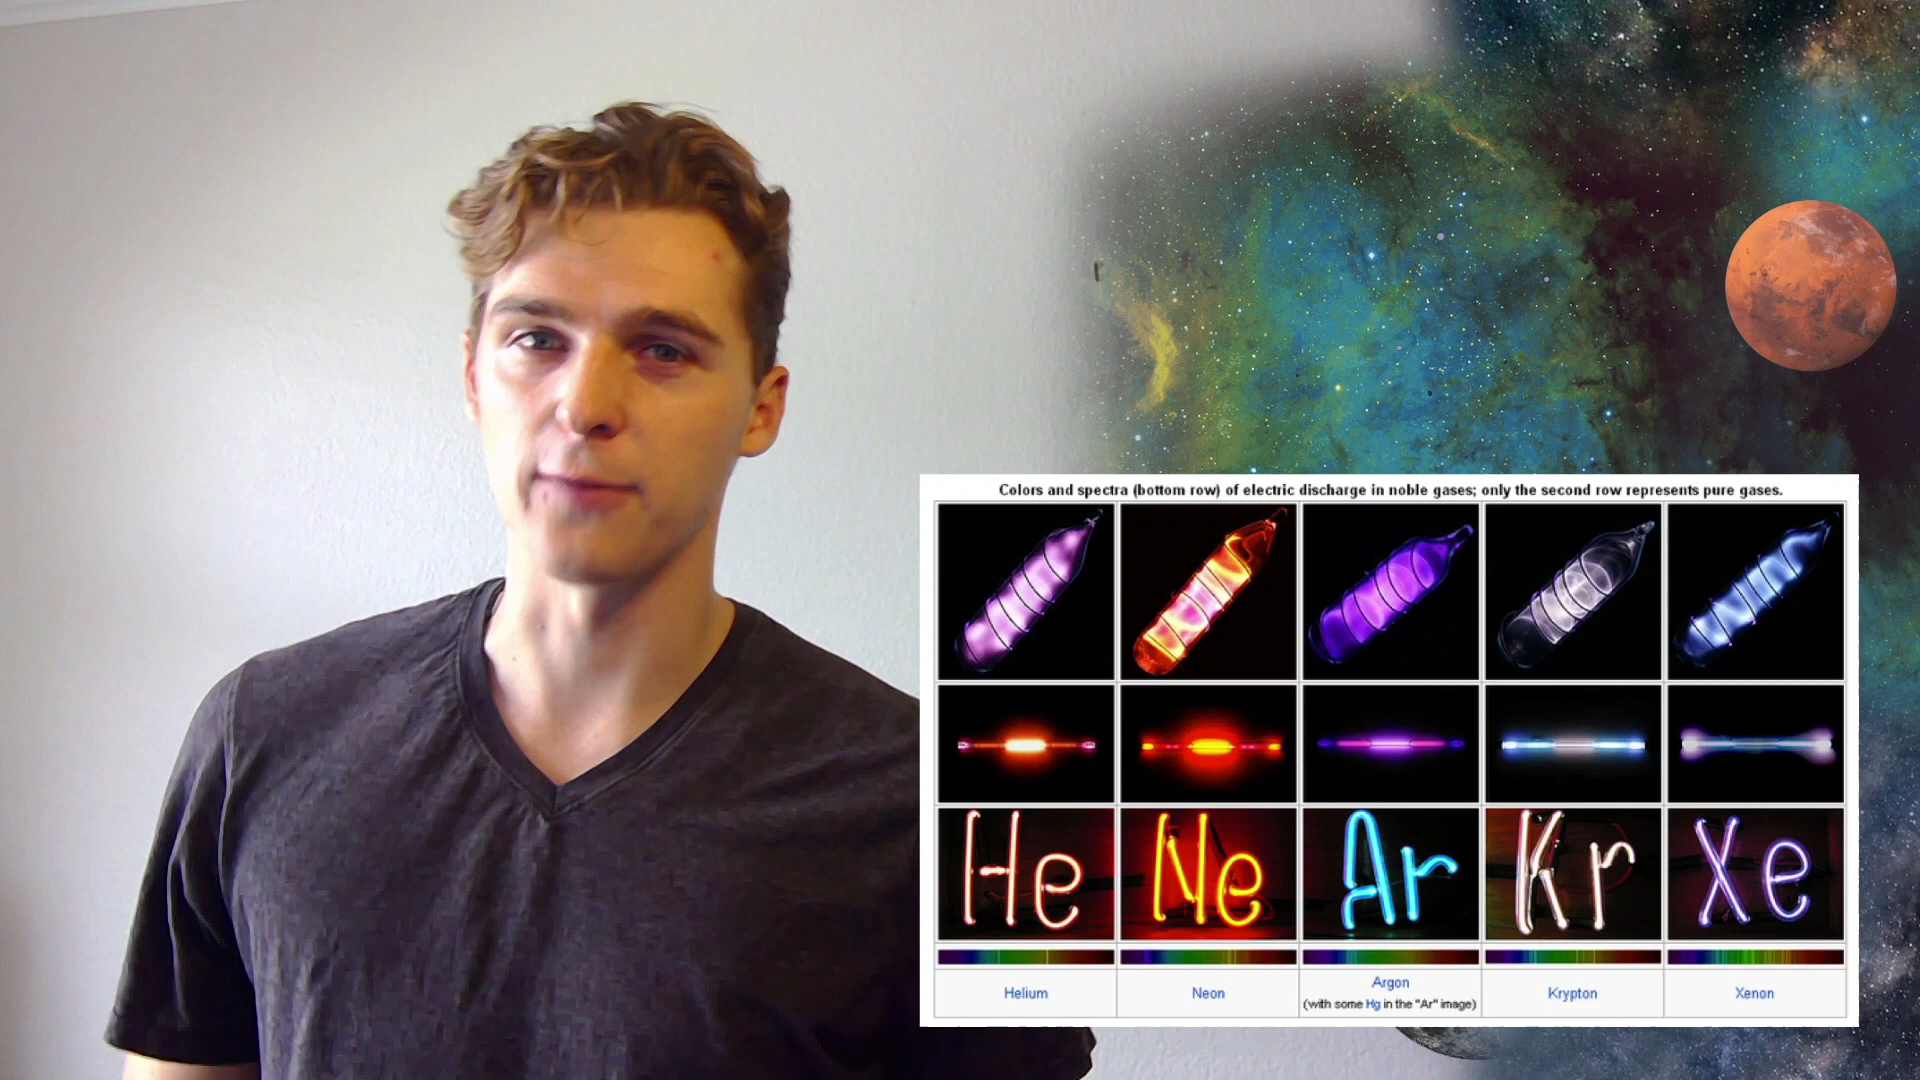 Colors and spectra (bottom row) of electric discharge in noble gases; only the second row represents pure gases.
He Ne Ar Kr Xe
Helium Neon Argon Krypton Xenon
(with some Hg in the "Ar" image)